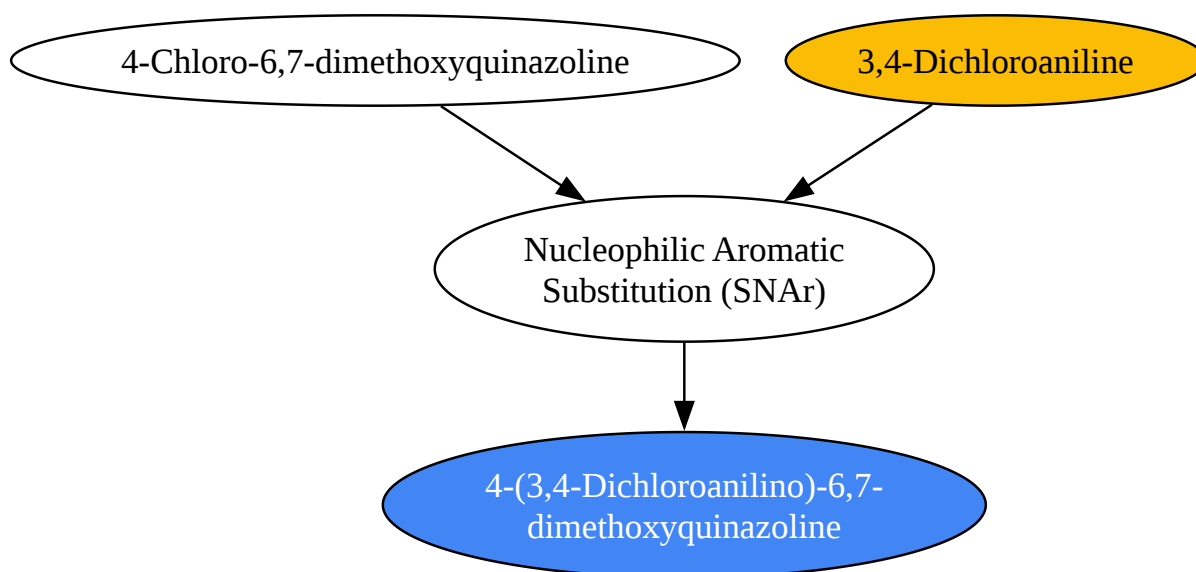 4-Chloro-6,7-dimethoxyquinazoline
3,4-Dichloroaniline
Nucleophilic Aromatic
Substitution (SNAr)
4-(3,4-Dichloroanilino)-6,7-
dimethoxyquinazoline